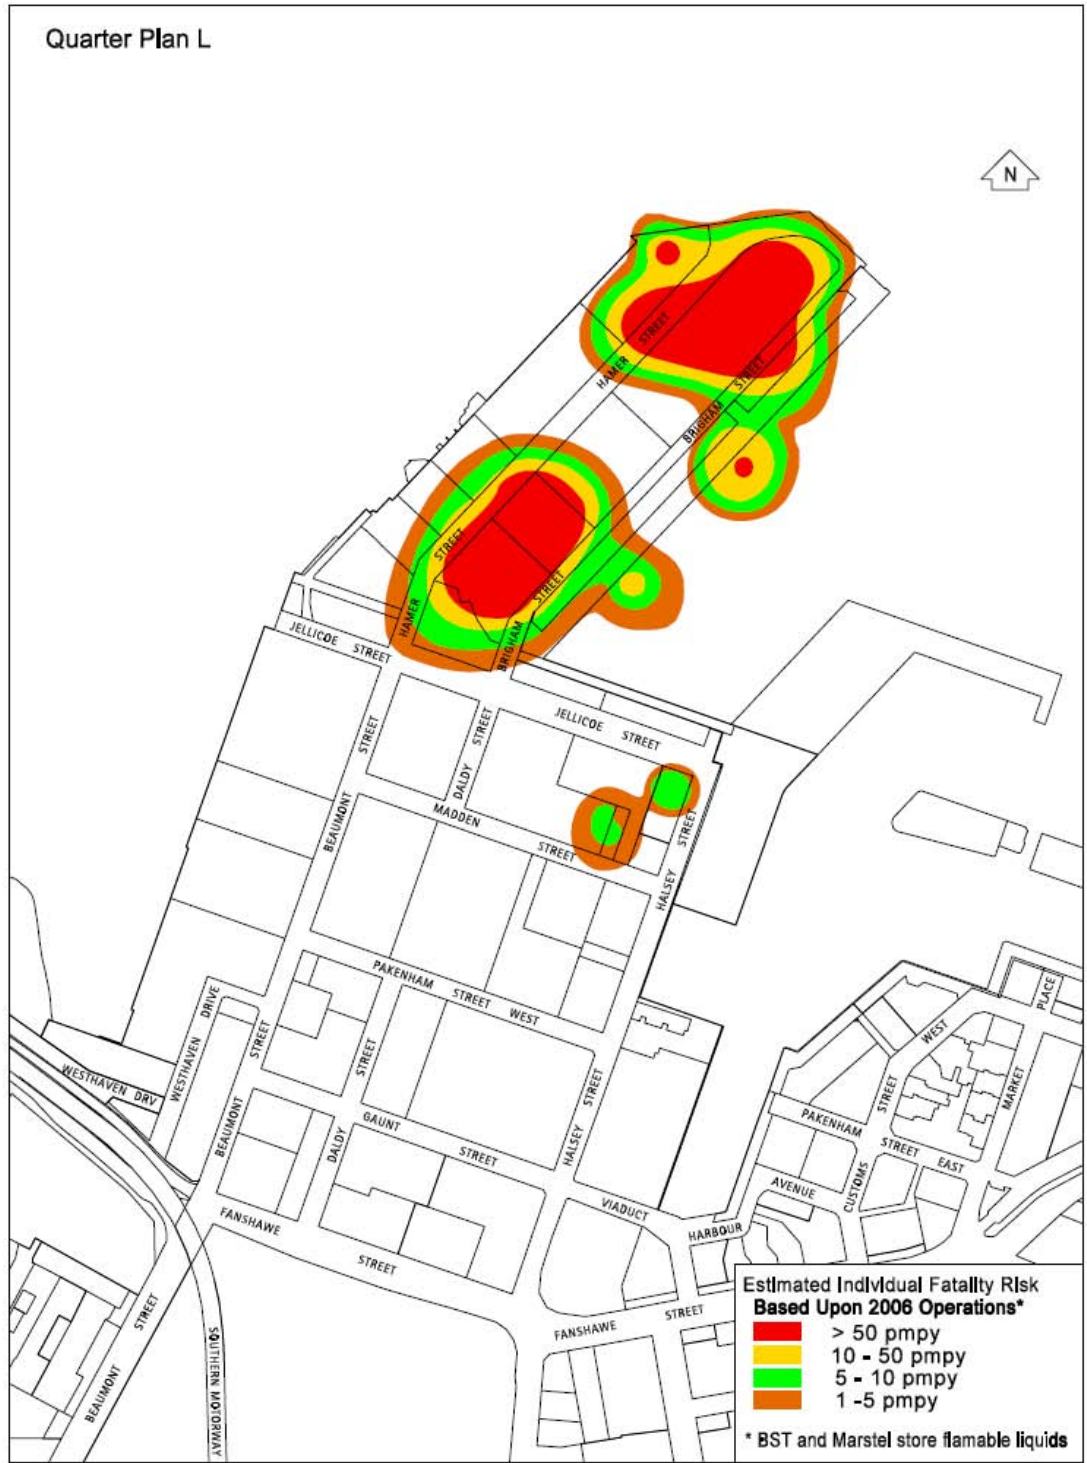 Quarter Plan L
N
HAMER STREET
BRIGHAM STREET
HAMER STREET
BRIGHAM STREET
JELLICOE STREET
JELLICOE STREET
BEAUMONT STREET
DALDY STREET
MADDEN STREET
HALSEY STREET
PAKENHAM STREET WEST
WESTHAVEN DRIVE
WESTHAVEN DRV
BEAUMONT STREET
DALDY STREET
GAUNT STREET
HALSEY STREET
FANSHAWE STREET
VIADUCT HARBOUR AVENUE
PAKENHAM STREET EAST
CUSTOMS STREET WEST
MARKET PLACE
FANSHAWE STREET
BEAUMONT STREET
SOUTHERN MOTORWAY
Estimated Individual Fatality Risk
Based Upon 2006 Operations*
> 50 pmpy
10 - 50 pmpy
5 - 10 pmpy
1 -5 pmpy
* BST and Marstel store flamable liquids